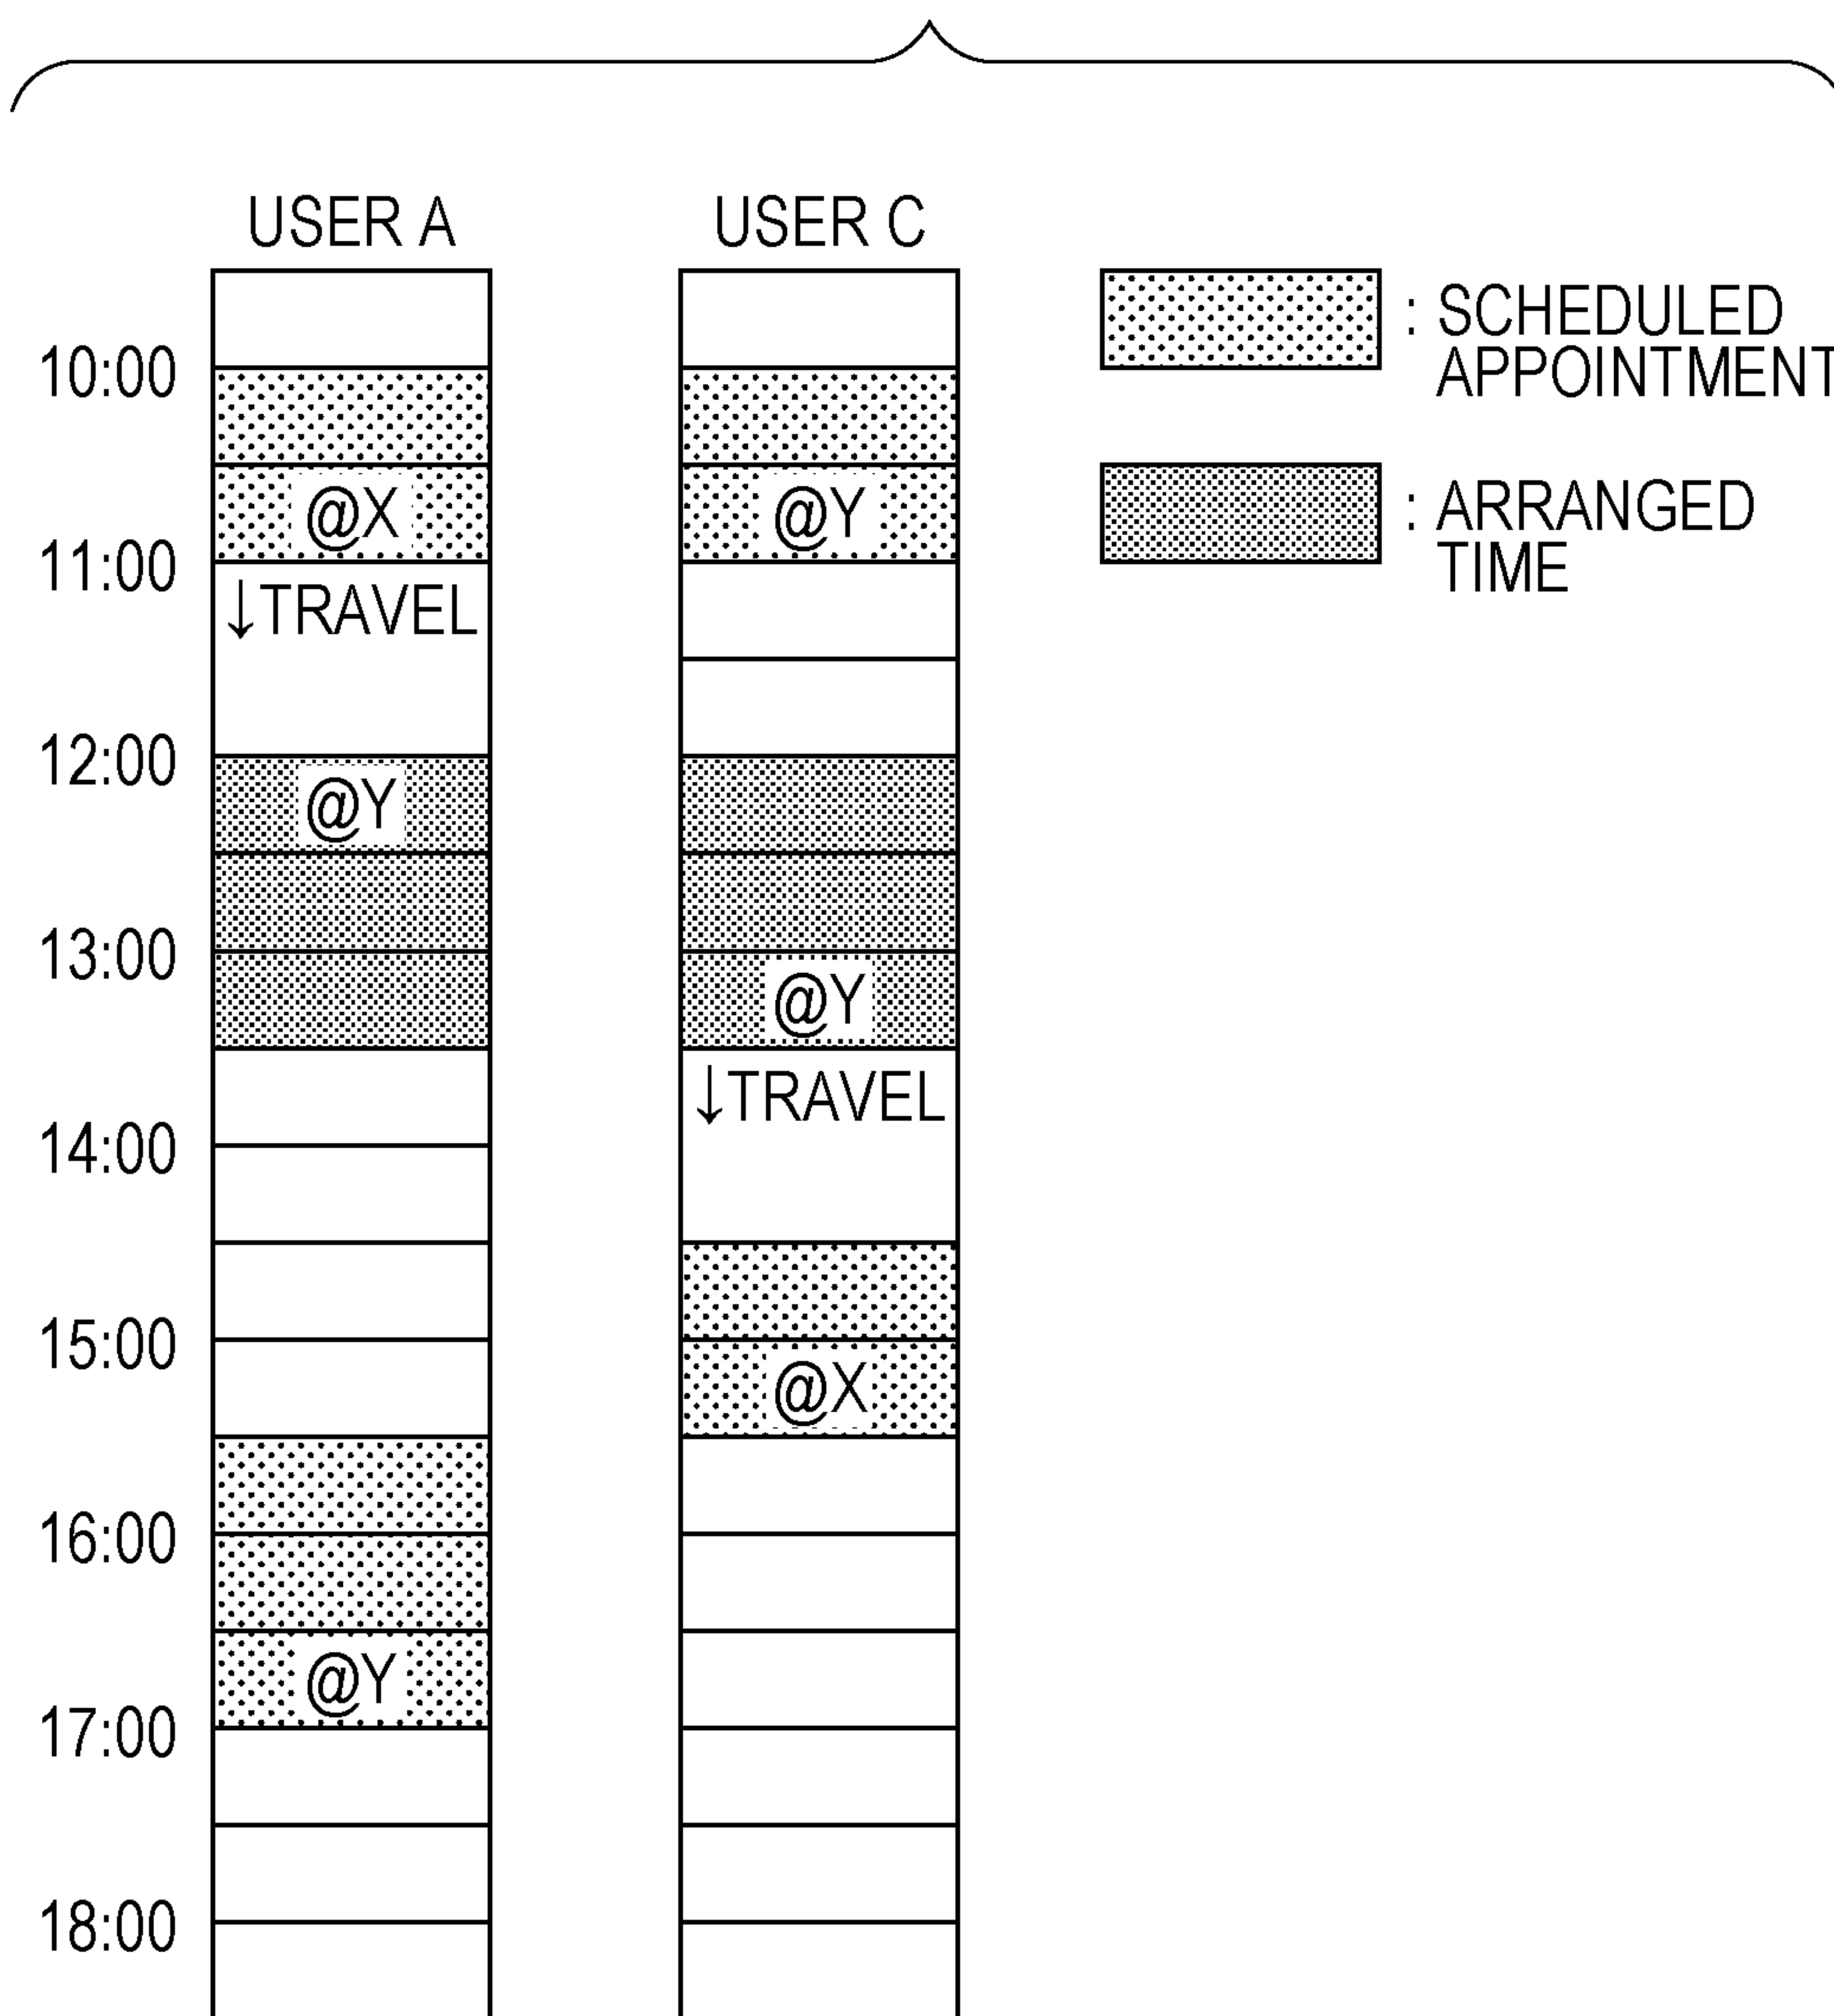 USER A USER C
: SCHEDULED
APPOINTMENT
10:00
@X @Y
: ARRANGED
TIME
11:00
↓TRAVEL
12:00
@Y
13:00
@Y
↓TRAVEL
14:00
15:00
@X
16:00
@Y
17:00
18:00